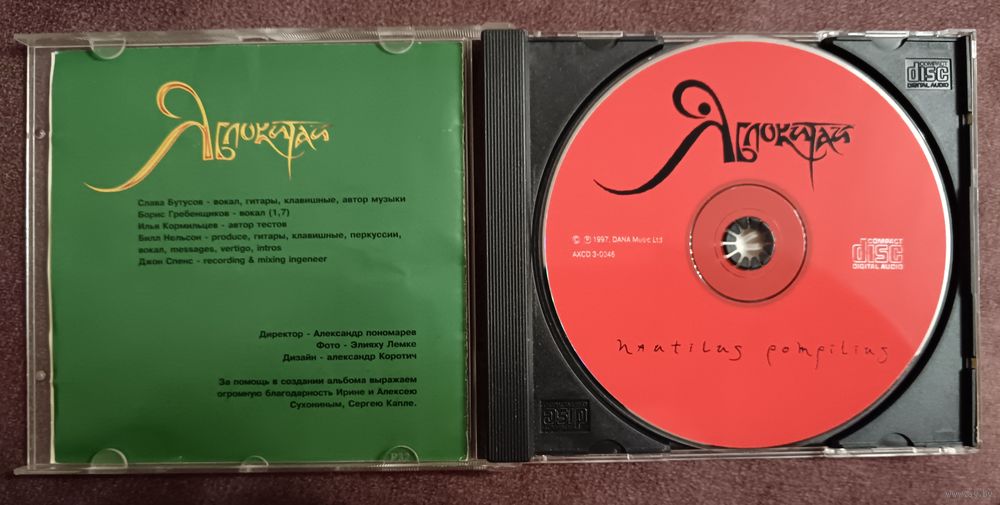 Яблокитай
Слава Бутусов - вокал, гитары, клавишные, автор музыки
Борис Гребенщиков - вокал (1,7)
Илья Кормильцев - автор тестов
Билл Нельсон - produce, гитары, клавишные, перкуссии,
вокал, messages, vertigo, intros
Джон Спенс - recording & mixing ingeneer
Директор - Александр пономарев
Фото - Элияху Лемке
Дизайн - александр Коротич
За помощь в создании альбома выражаем
огромную благодарность Ирине и Алексею
Сухониным, Сергею Капле.
Яблокитай
© ℗ 1997, DANA Music Ltd
AXCD 3-0046
COMPACT
disc
DIGITAL AUDIO
nautilus pompilius
COMPACT
disc
DIGITAL AUDIO